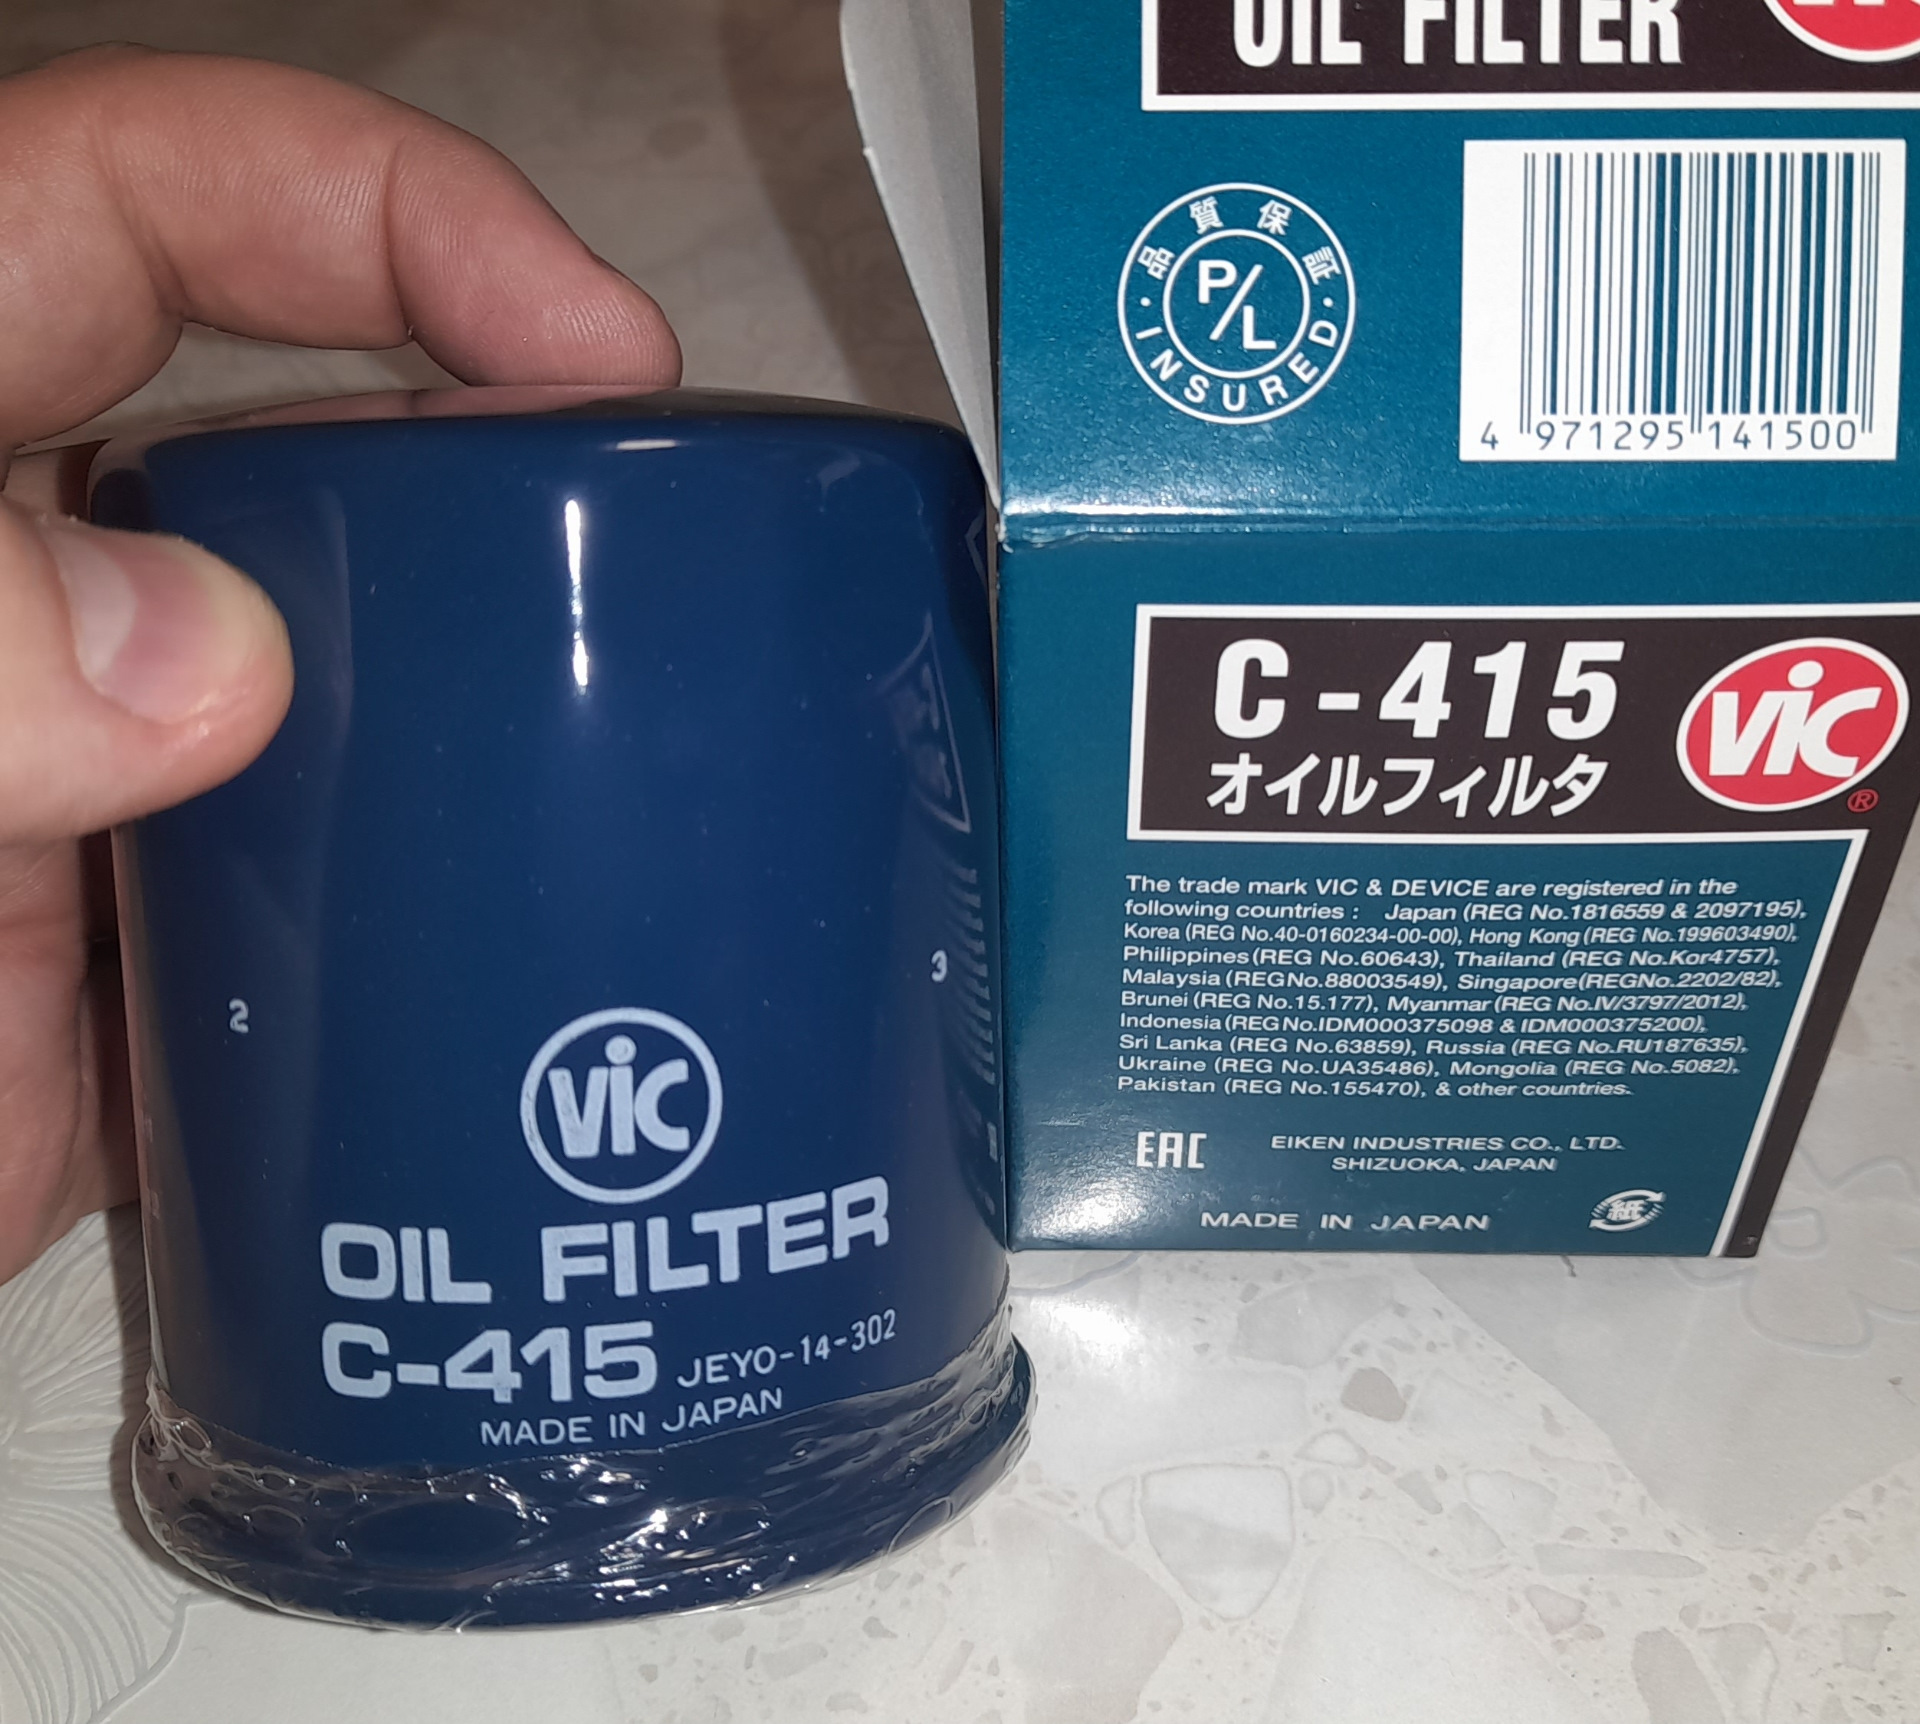 2
3
VIC
OIL FILTER
C-415 JEYO-14-302
MADE IN JAPAN
OIL FILTER
品質保証
P/L
・INSURED・
4 971295 141500
C-415
オイルフィルタ
VIC®
The trade mark VIC & DEVICE are registered in the
following countries : Japan (REG No.1816559 & 2097195),
Korea (REG No.40-0160234-00-00), Hong Kong (REG No.199603490),
Philippines (REG No.60643), Thailand (REG No.Kor4757),
Malaysia (REG No.88003549), Singapore (REG No.2202/82),
Brunei (REG No.15.177), Myanmar (REG No.IV/3797/2012),
Indonesia (REG No.IDM000375098 & IDM000375200),
Sri Lanka (REG No.63859), Russia (REG No.RU187635),
Ukraine (REG No.UA35486), Mongolia (REG No.5082),
Pakistan (REG No.155470), & other countries.
EAC
EIKEN INDUSTRIES CO., LTD.
SHIZUOKA, JAPAN
MADE IN JAPAN
紙